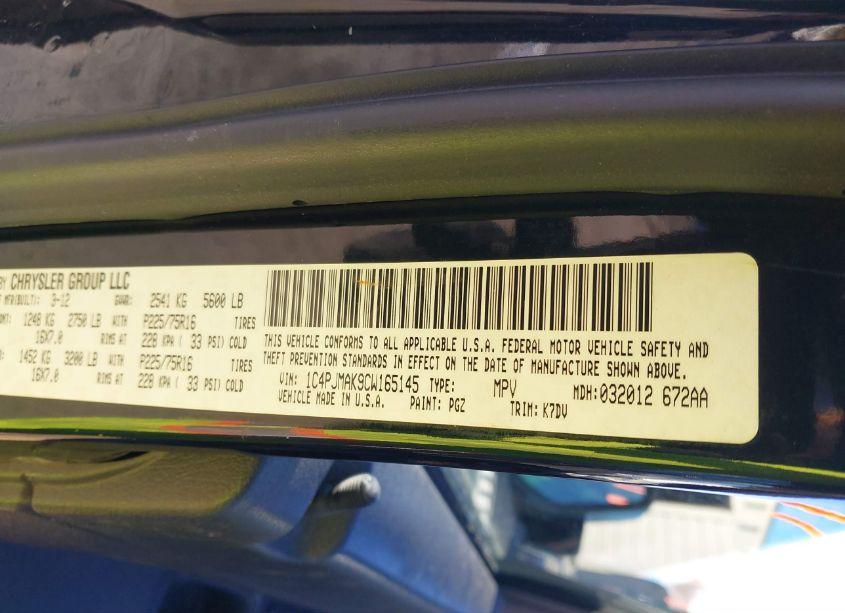 BY CHRYSLER GROUP LLC
MFR(BUILT): 3-12 GVWR: 2541 KG 5600 LB
1248 KG 2750 LB WITH P225/75R16 TIRES
16X7.0 RIMS AT 228 KPA ( 33 PSI) COLD
1452 KG 3200 LB WITH P225/75R16 TIRES
16X7.0 RIMS AT 228 KPA ( 33 PSI) COLD
THIS VEHICLE CONFORMS TO ALL APPLICABLE U.S.A. FEDERAL MOTOR VEHICLE SAFETY AND
THEFT PREVENTION STANDARDS IN EFFECT ON THE DATE OF MANUFACTURE SHOWN ABOVE.
VIN: 1C4PJMAK9CW165145 TYPE: MPV MDH: 032012 672AA
VEHICLE MADE IN U.S.A. PAINT: PGZ TRIM: K7DV